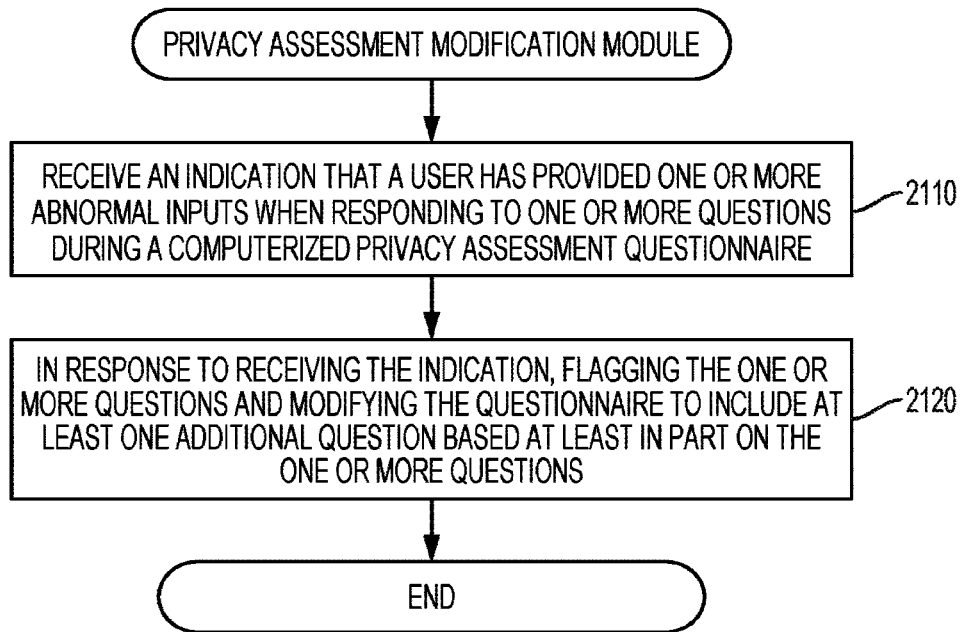 PRIVACY ASSESSMENT MODIFICATION MODULE
RECEIVE AN INDICATION THAT A USER HAS PROVIDED ONE OR MORE
ABNORMAL INPUTS WHEN RESPONDING TO ONE OR MORE QUESTIONS
DURING A COMPUTERIZED PRIVACY ASSESSMENT QUESTIONNAIRE
2110
IN RESPONSE TO RECEIVING THE INDICATION, FLAGGING THE ONE OR
MORE QUESTIONS AND MODIFYING THE QUESTIONNAIRE TO INCLUDE AT
LEAST ONE ADDITIONAL QUESTION BASED AT LEAST IN PART ON THE
ONE OR MORE QUESTIONS
2120
END